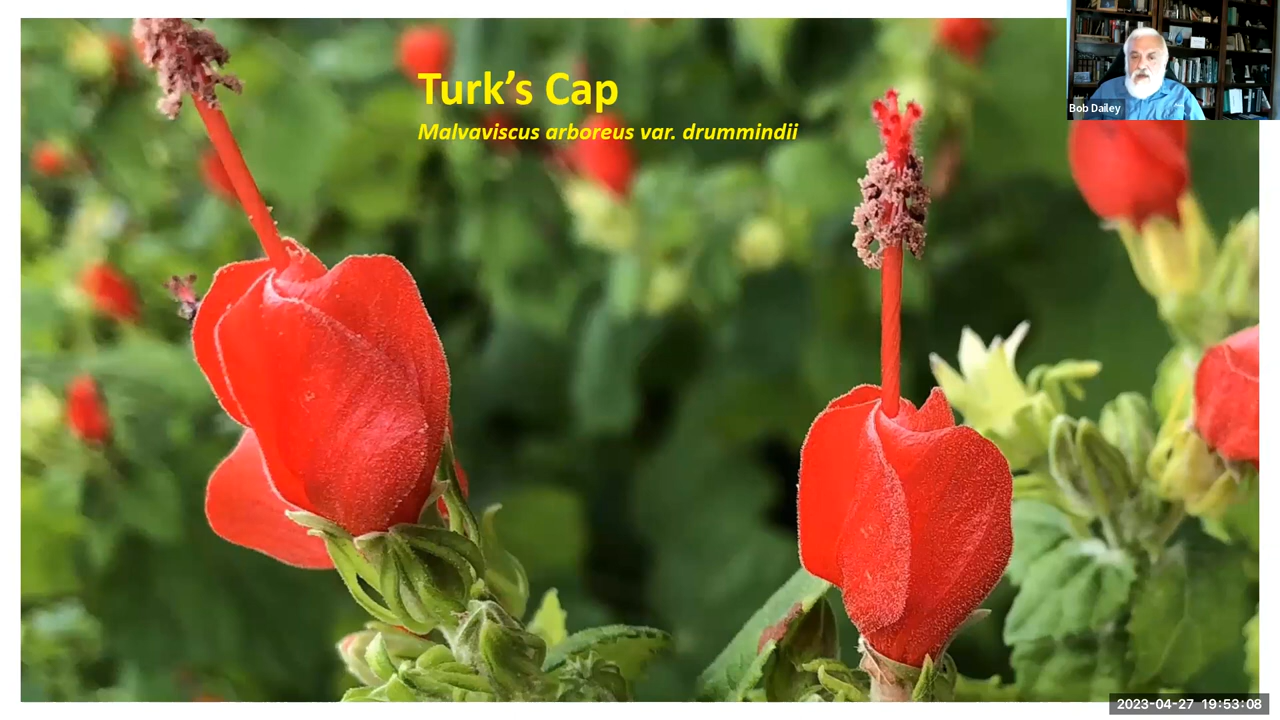 Turk’s Cap
Malvaviscus arboreus var. drummindii
Bob Dailey
2023-04-27 19:53:08